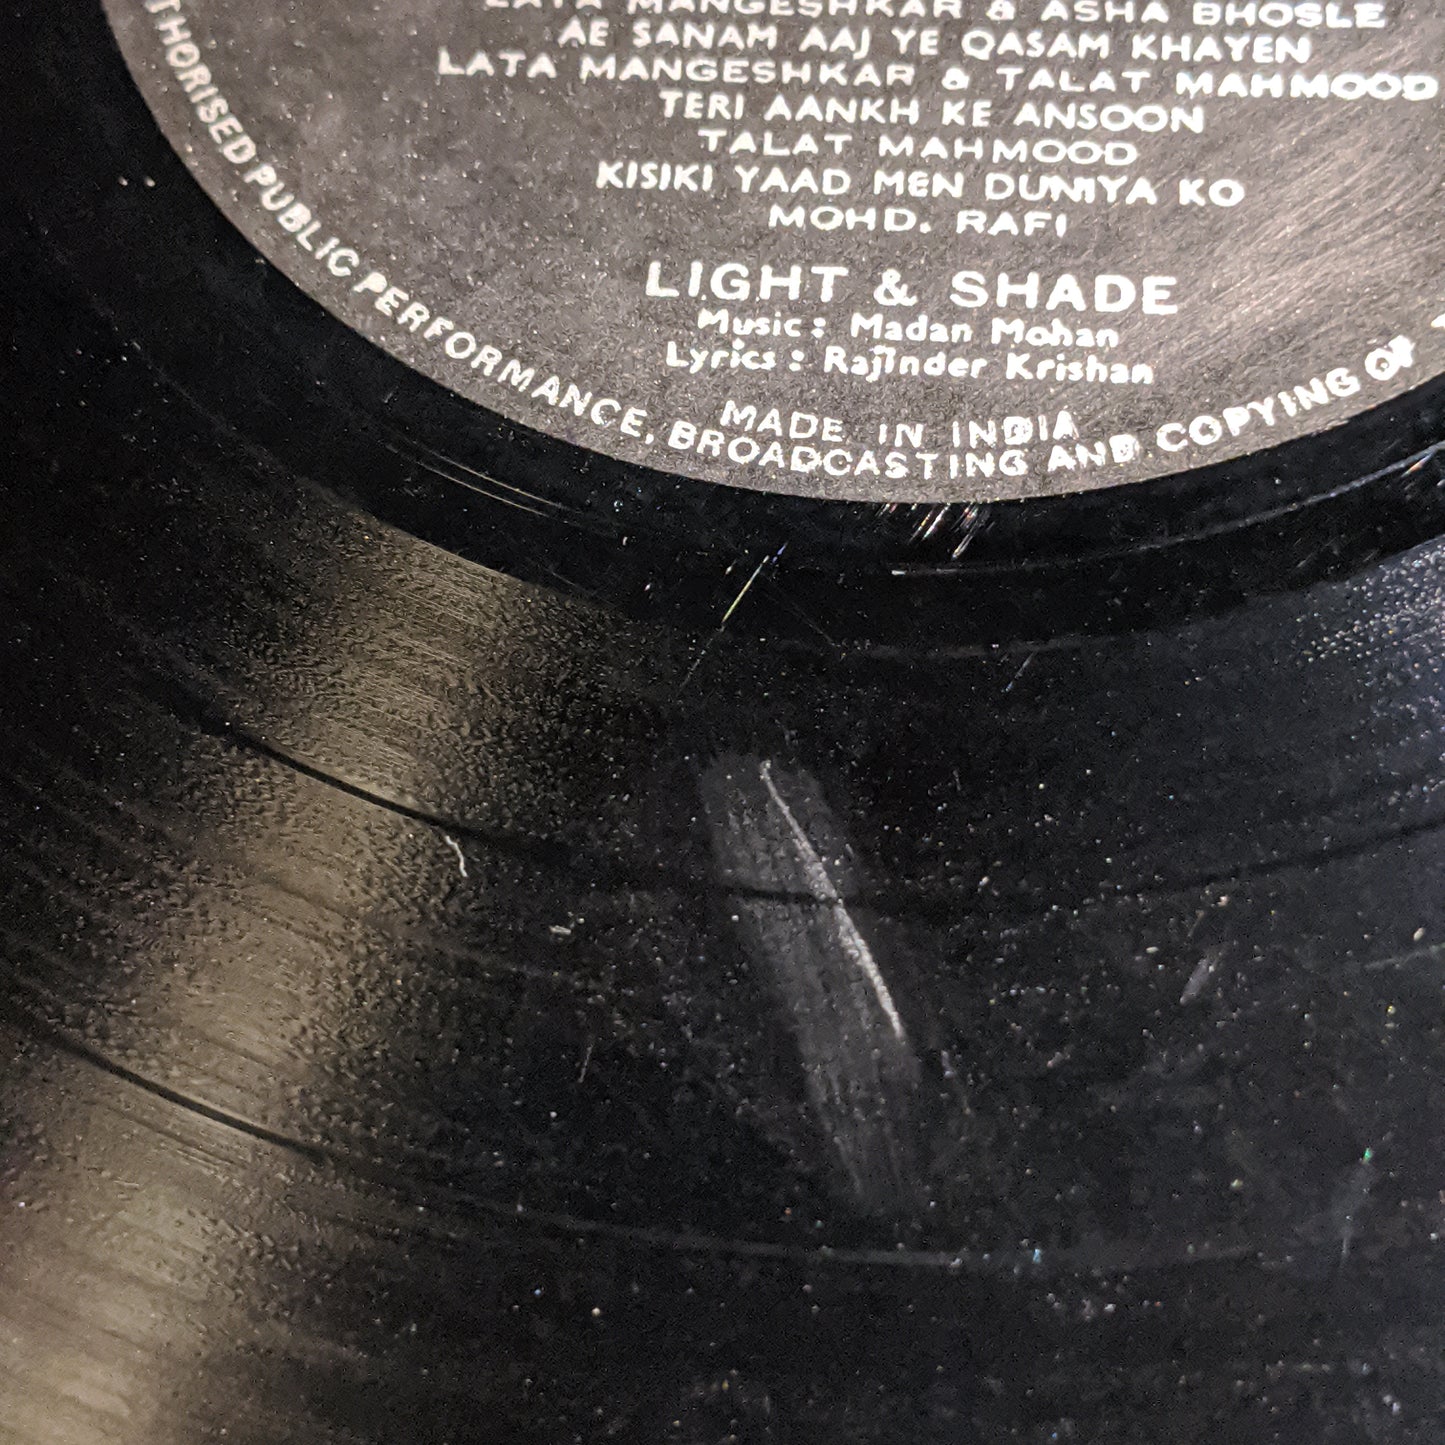 LATA MANGESHKAR & ASHA BHOSLE
AE SANAM AAJ YE QASAM KHAYEN
LATA MANGESHKAR & TALAT MAHMOOD
TERI AANKH KE ANSOON
TALAT MAHMOOD
KISIKI YAAD MEN DUNIYA KO
MOHD. RAFI
LIGHT & SHADE
Music: Madan Mohan
Lyrics: Rajinder Krishan
MADE IN INDIA
THORISED PUBLIC PERFORMANCE, BROADCASTING AND COPYING OF